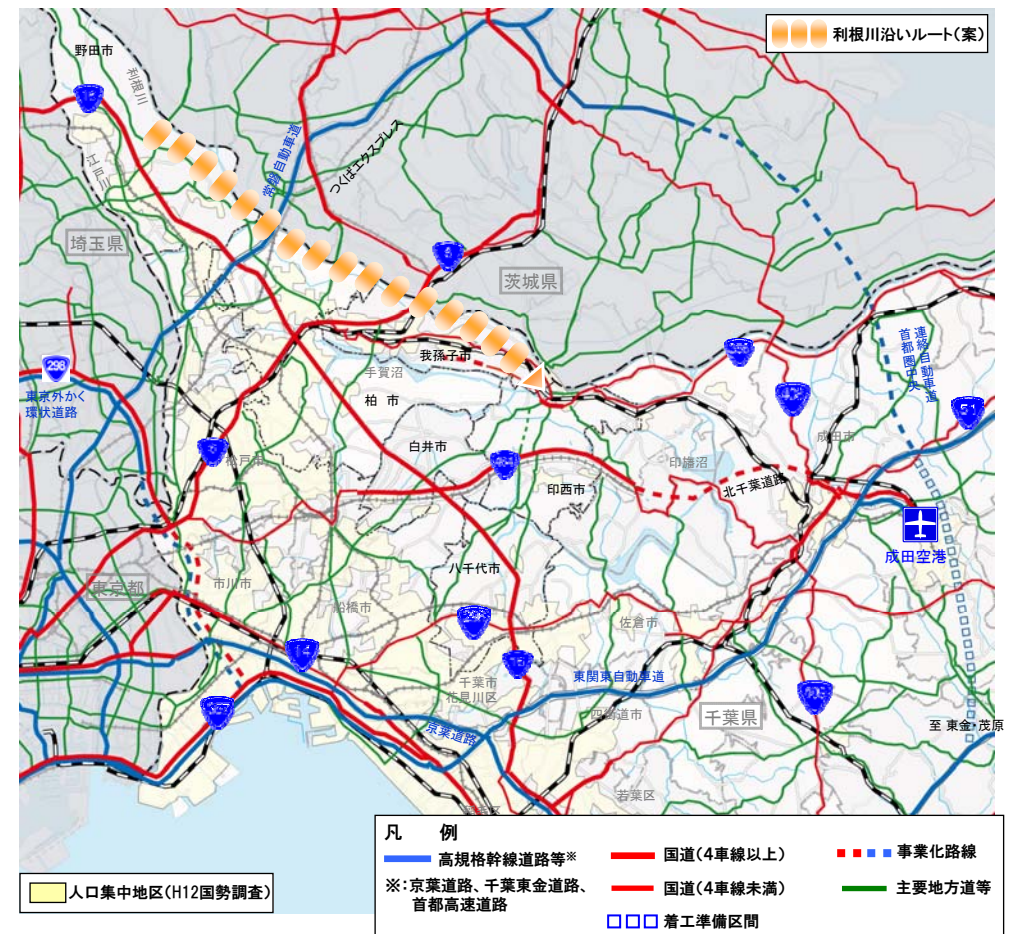 利根川沿いルート(案)
野田市
利根川
江戸川
常磐自動車道
つくばエクスプレス
埼玉県
6
茨城県
298
東京外かく
環状道路
我孫子市
手賀沼
柏 市
首都圏中央
連絡自動車道
51
白井市
松戸市
成田市
印旛沼
印西市
北千葉道路
成田空港
東京都
市川市
八千代市
船橋市
佐倉市
14
千葉市
花見川区
東関東自動車道
四街道市
千葉県
京葉道路
至 東金・茂原
若葉区
凡 例
高規格幹線道路等※
※:京葉道路、千葉東金道路、
首都高速道路
国道(4車線以上)
国道(4車線未満)
着工準備区間
事業化路線
主要地方道等
人口集中地区(H12国勢調査)